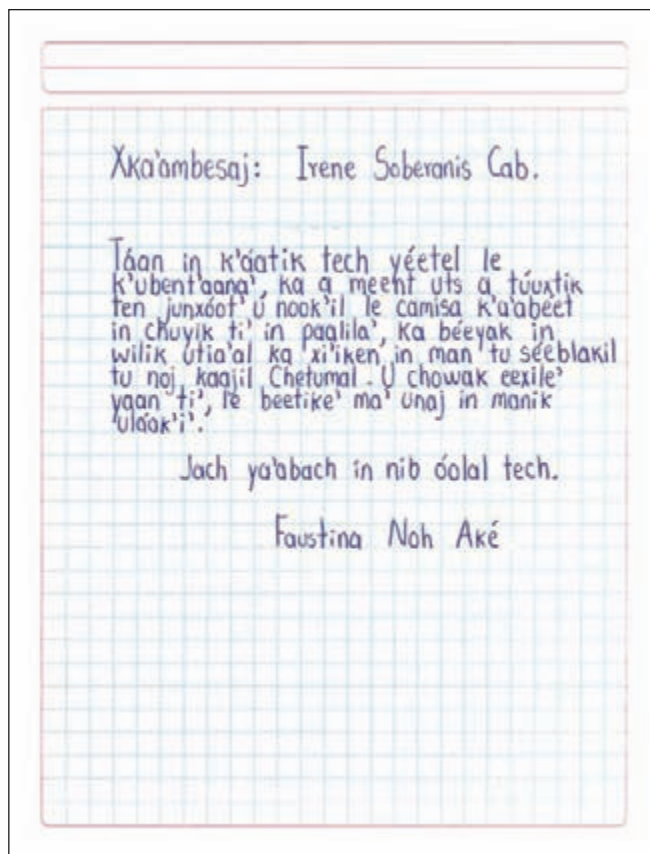 Xka'ambesaj: Irene Soberanis Cab.
Táan in k'áatik tech yéetel le
k'ubent'aana', ka a meent uts a túuxtik
ten junxóot' u nook'il le camisa k'a'abéet
in chuyik ti' in paalila', ka béeyak in
wilik utia'al ka xi'iken in man tu séeblakil
tu noj kaajil Chetumal. U chowak eexile'
yaan ti', le beetike' ma' unaj in manik
ulaak'i'.
Jach ya'abach in nib óolal tech.
Faustina Noh Aké